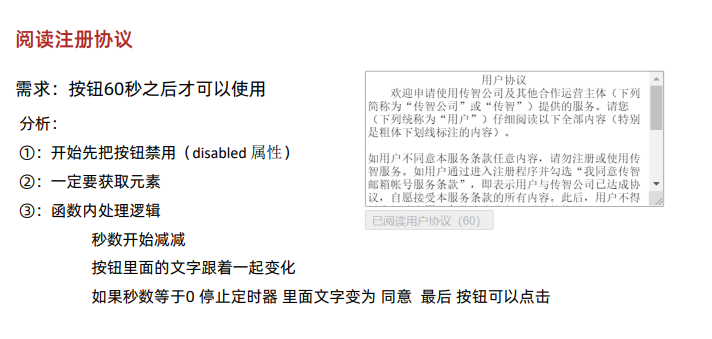 阅读注册协议
需求：按钮60秒之后才可以使用
分析：
①：开始先把按钮禁用（disabled 属性）
②：一定要获取元素
③：函数内处理逻辑
秒数开始减减
按钮里面的文字跟着一起变化
如果秒数等于0 停止定时器 里面文字变为 同意 最后 按钮可以点击
用户协议
欢迎申请使用传智公司及其他合作运营主体（下列
简称为“传智公司”或“传智”）提供的服务。请您
（下列统称为“用户”）仔细阅读以下全部内容（特别
是粗体下划线标注的内容）。
如用户不同意本服务条款任意内容，请勿注册或使用传
智服务。如用户通过进入注册程序并勾选“我同意传智
邮箱帐号服务条款”，即表示用户与传智公司已达成协
议，自愿接受本服务条款的所有内容。此后，用户不得
已阅读用户协议（60）